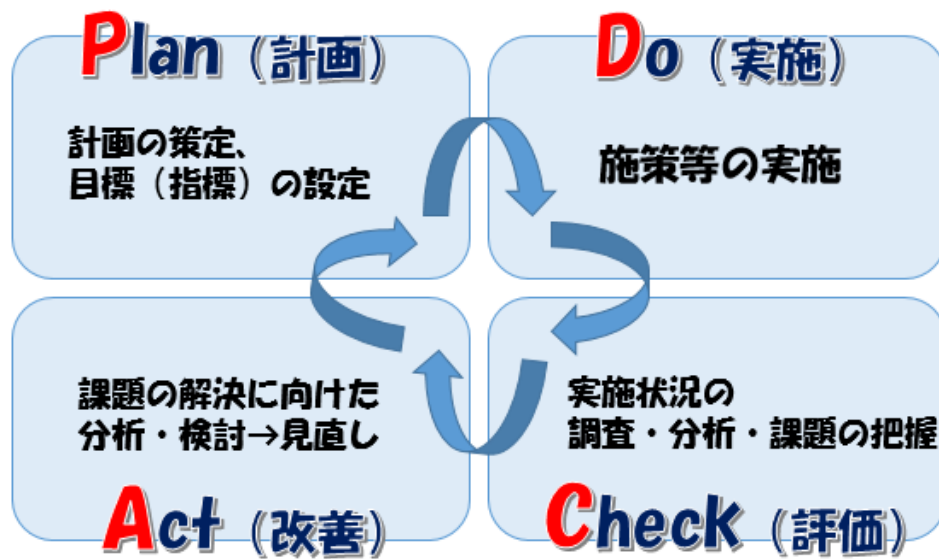 Plan（計画）
計画の策定、
目標（指標）の設定
Do（実施）
施策等の実施
課題の解決に向けた
分析・検討→見直し
Act（改善）
実施状況の
調査・分析・課題の把握
Check（評価）